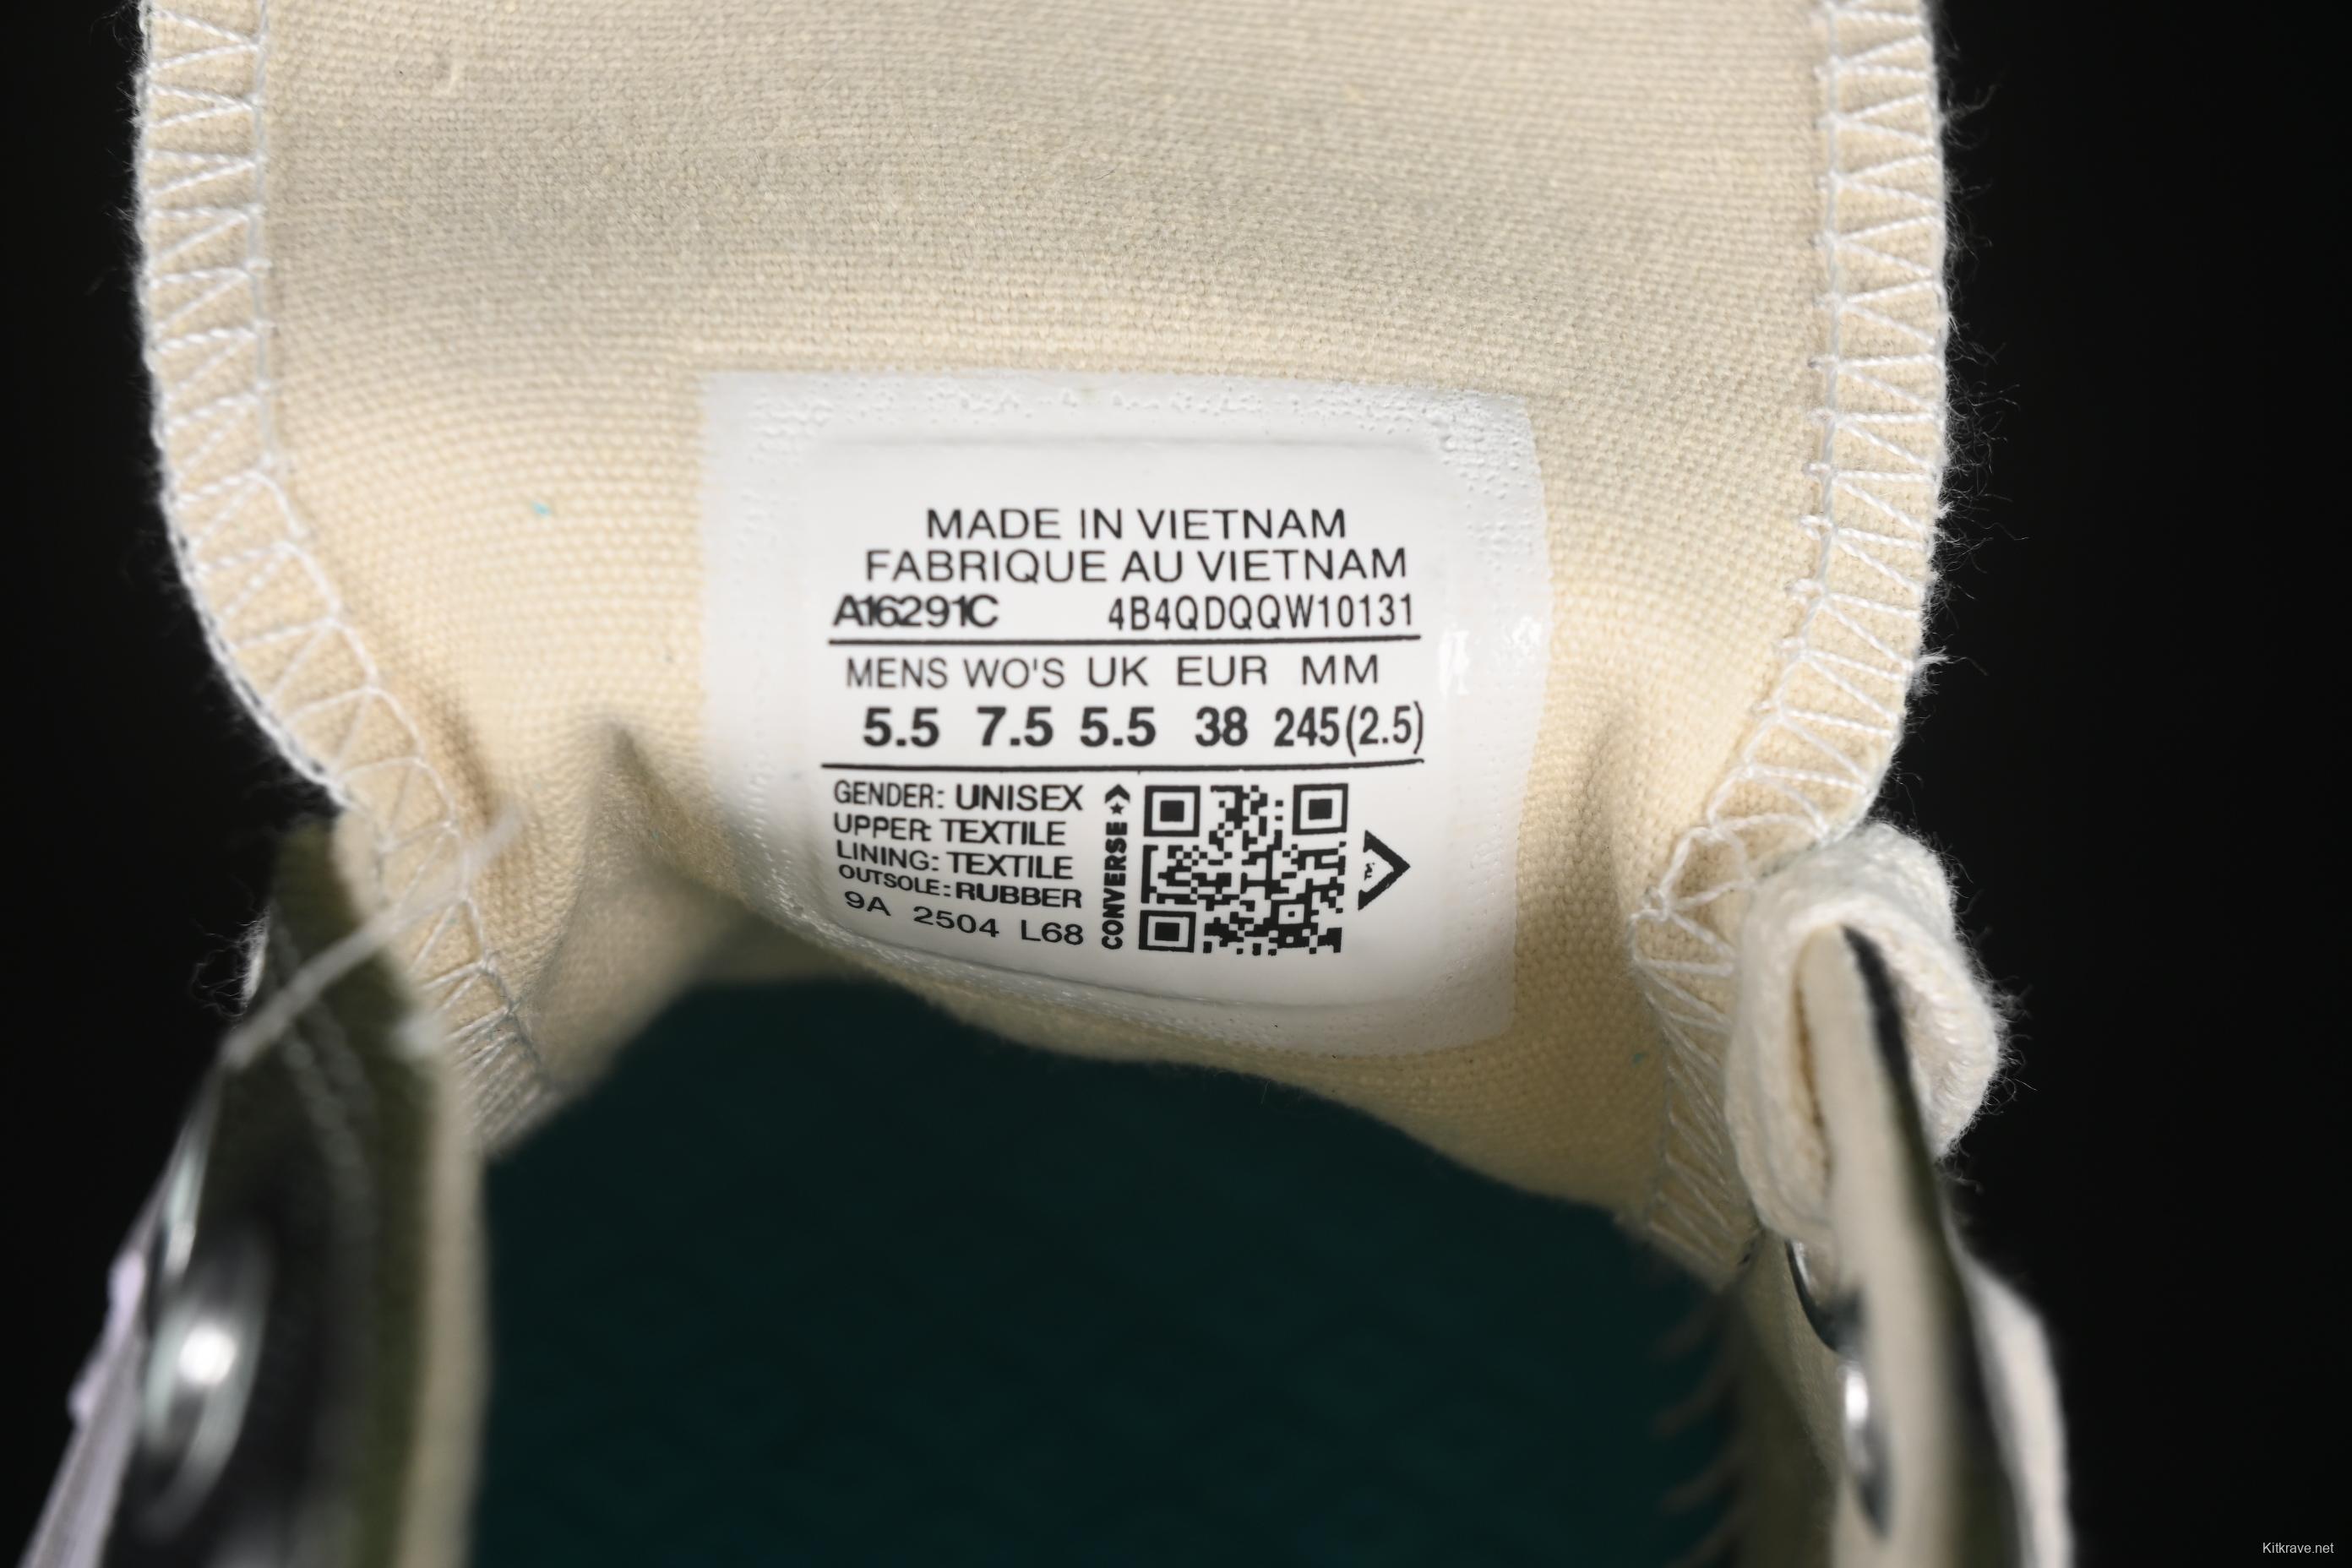 MADE IN VIETNAM
FABRIQUE AU VIETNAM
A16291C 4B4QDQQW10131
MENS WO'S UK EUR MM
5.5 7.5 5.5 38 245(2.5)
GENDER: UNISEX
UPPER: TEXTILE
LINING: TEXTILE
OUTSOLE: RUBBER
9A 2504 L68
CONVERSE
TM
Kitkrave.net